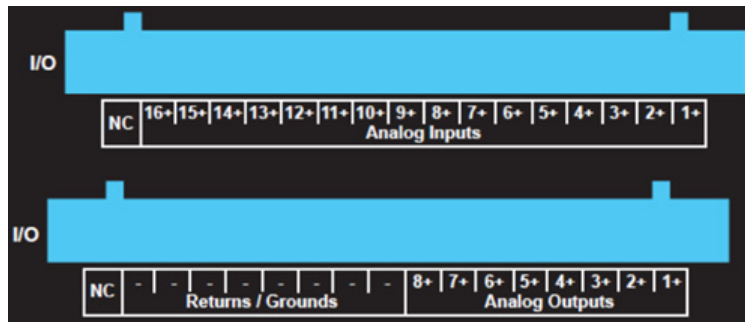 I/O
NC 16+ 15+ 14+ 13+ 12+ 11+ 10+ 9+ 8+ 7+ 6+ 5+ 4+ 3+ 2+ 1+
Analog Inputs
I/O
NC - - - - - - - - 8+ 7+ 6+ 5+ 4+ 3+ 2+ 1+
Returns / Grounds Analog Outputs